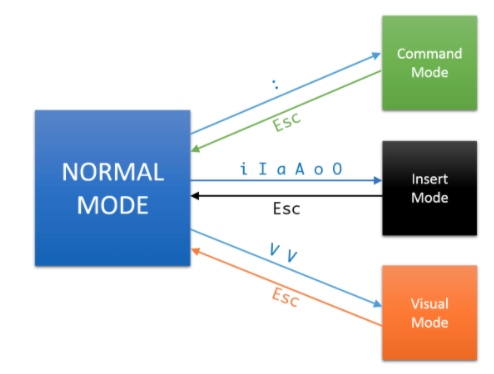 Command
Mode
:
Esc
NORMAL
MODE
i I a A o O
Esc
Insert
Mode
V V
Esc
Visual
Mode